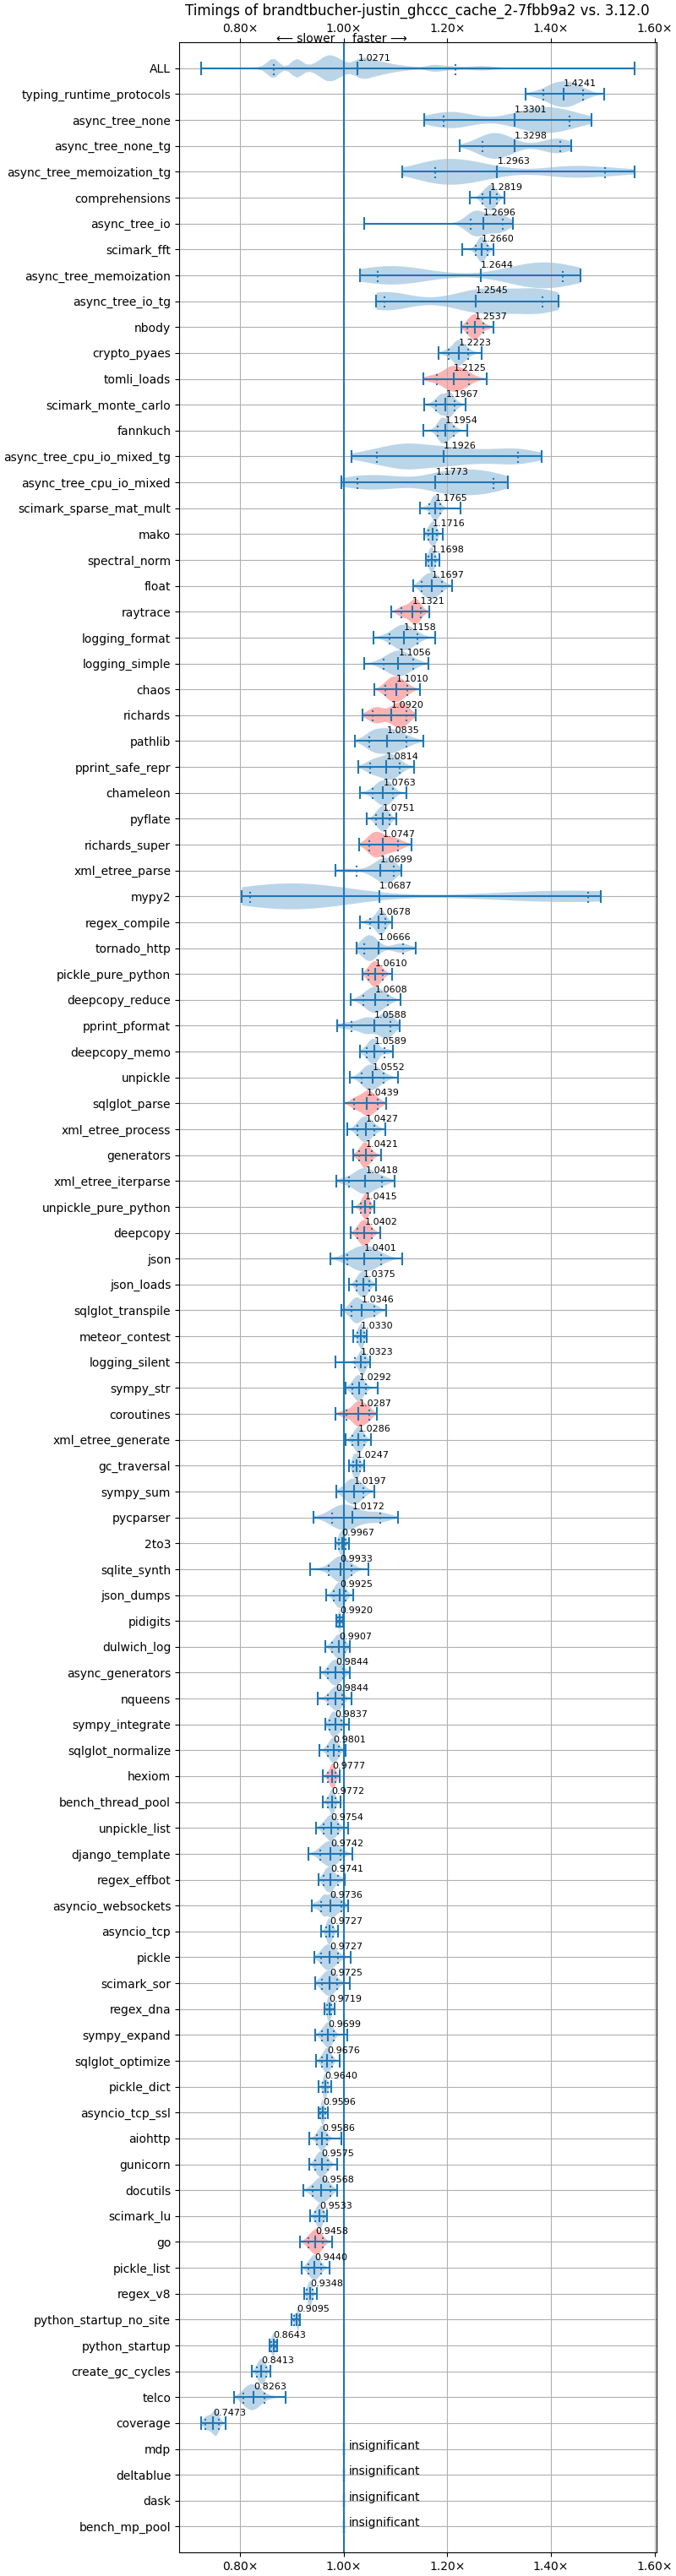 Timings of brandtbucher-justin_ghccc_cache_2-7fbb9a2 vs. 3.12.0
0.80× 1.00× 1.20× 1.40× 1.60×
⟵ slower faster ⟶
ALL 1.0271
typing_runtime_protocols 1.4241
async_tree_none 1.3301
async_tree_none_tg 1.3298
async_tree_memoization_tg 1.2963
comprehensions 1.2819
async_tree_io 1.2696
scimark_fft 1.2660
async_tree_memoization 1.2644
async_tree_io_tg 1.2545
nbody 1.2537
crypto_pyaes 1.2223
tomli_loads 1.2125
scimark_monte_carlo 1.1967
fannkuch 1.1954
async_tree_cpu_io_mixed_tg 1.1926
async_tree_cpu_io_mixed 1.1773
scimark_sparse_mat_mult 1.1765
mako 1.1716
spectral_norm 1.1698
float 1.1697
raytrace 1.1321
logging_format 1.1158
logging_simple 1.1056
chaos 1.1010
richards 1.0920
pathlib 1.0835
pprint_safe_repr 1.0814
chameleon 1.0763
pyflate 1.0751
richards_super 1.0747
xml_etree_parse 1.0699
mypy2 1.0687
regex_compile 1.0678
tornado_http 1.0666
pickle_pure_python 1.0610
deepcopy_reduce 1.0608
pprint_pformat 1.0588
deepcopy_memo 1.0589
unpickle 1.0552
sqlglot_parse 1.0439
xml_etree_process 1.0427
generators 1.0421
xml_etree_iterparse 1.0418
unpickle_pure_python 1.0415
deepcopy 1.0402
json 1.0401
json_loads 1.0375
sqlglot_transpile 1.0346
meteor_contest 1.0330
logging_silent 1.0323
sympy_str 1.0292
coroutines 1.0287
xml_etree_generate 1.0286
gc_traversal 1.0247
sympy_sum 1.0197
pycparser 1.0172
2to3 0.9967
sqlite_synth 0.9933
json_dumps 0.9925
pidigits 0.9920
dulwich_log 0.9907
async_generators 0.9844
nqueens 0.9844
sympy_integrate 0.9837
sqlglot_normalize 0.9801
hexiom 0.9777
bench_thread_pool 0.9772
unpickle_list 0.9754
django_template 0.9742
regex_effbot 0.9741
asyncio_websockets 0.9736
asyncio_tcp 0.9727
pickle 0.9727
scimark_sor 0.9725
regex_dna 0.9719
sympy_expand 0.9699
sqlglot_optimize 0.9676
pickle_dict 0.9640
asyncio_tcp_ssl 0.9596
aiohttp 0.9586
gunicorn 0.9575
docutils 0.9568
scimark_lu 0.9533
go 0.9458
pickle_list 0.9440
regex_v8 0.9348
python_startup_no_site 0.9095
python_startup 0.8643
create_gc_cycles 0.8413
telco 0.8263
coverage 0.7473
mdp insignificant
deltablue insignificant
dask insignificant
bench_mp_pool insignificant
0.80× 1.00× 1.20× 1.40× 1.60×